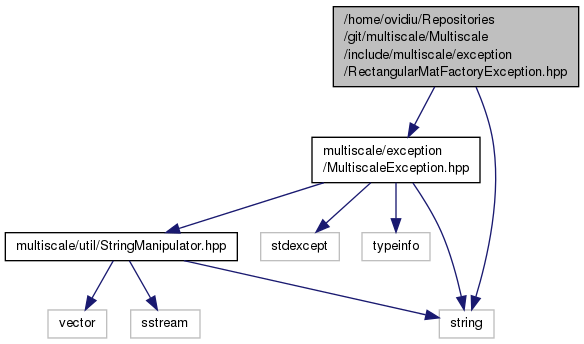 /home/ovidiu/Repositories
/git/multiscale/Multiscale
/include/multiscale/exception
/RectangularMatFactoryException.hpp
multiscale/exception
/MultiscaleException.hpp
multiscale/util/StringManipulator.hpp
stdexcept
typeinfo
vector
sstream
string